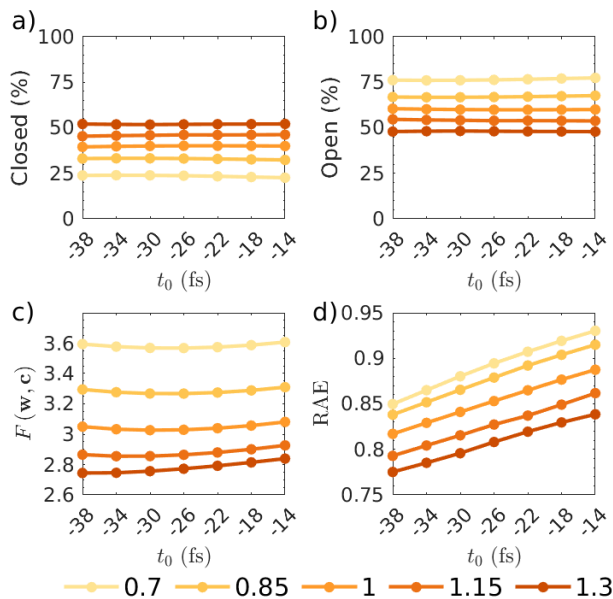 a)
Closed (%)
100
75
50
25
0
-38 -34 -30 -26 -22 -18 -14
t₀ (fs)
b)
Open (%)
100
75
50
25
0
-38 -34 -30 -26 -22 -18 -14
t₀ (fs)
c)
F (w, c)
3.6
3.4
3.2
3
2.8
2.6
-38 -34 -30 -26 -22 -18 -14
t₀ (fs)
d)
RAE
0.95
0.9
0.85
0.8
0.75
-38 -34 -30 -26 -22 -18 -14
t₀ (fs)
0.7 0.85 1 1.15 1.3